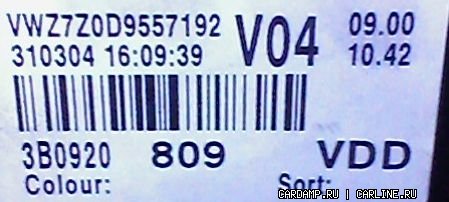 VWZ7Z0D9557192 V04 09.00
310304 16:09:39 10.42
3B0920 809 VDD
Colour: Sort:
CARDAMP.RU | CARLINE.RU